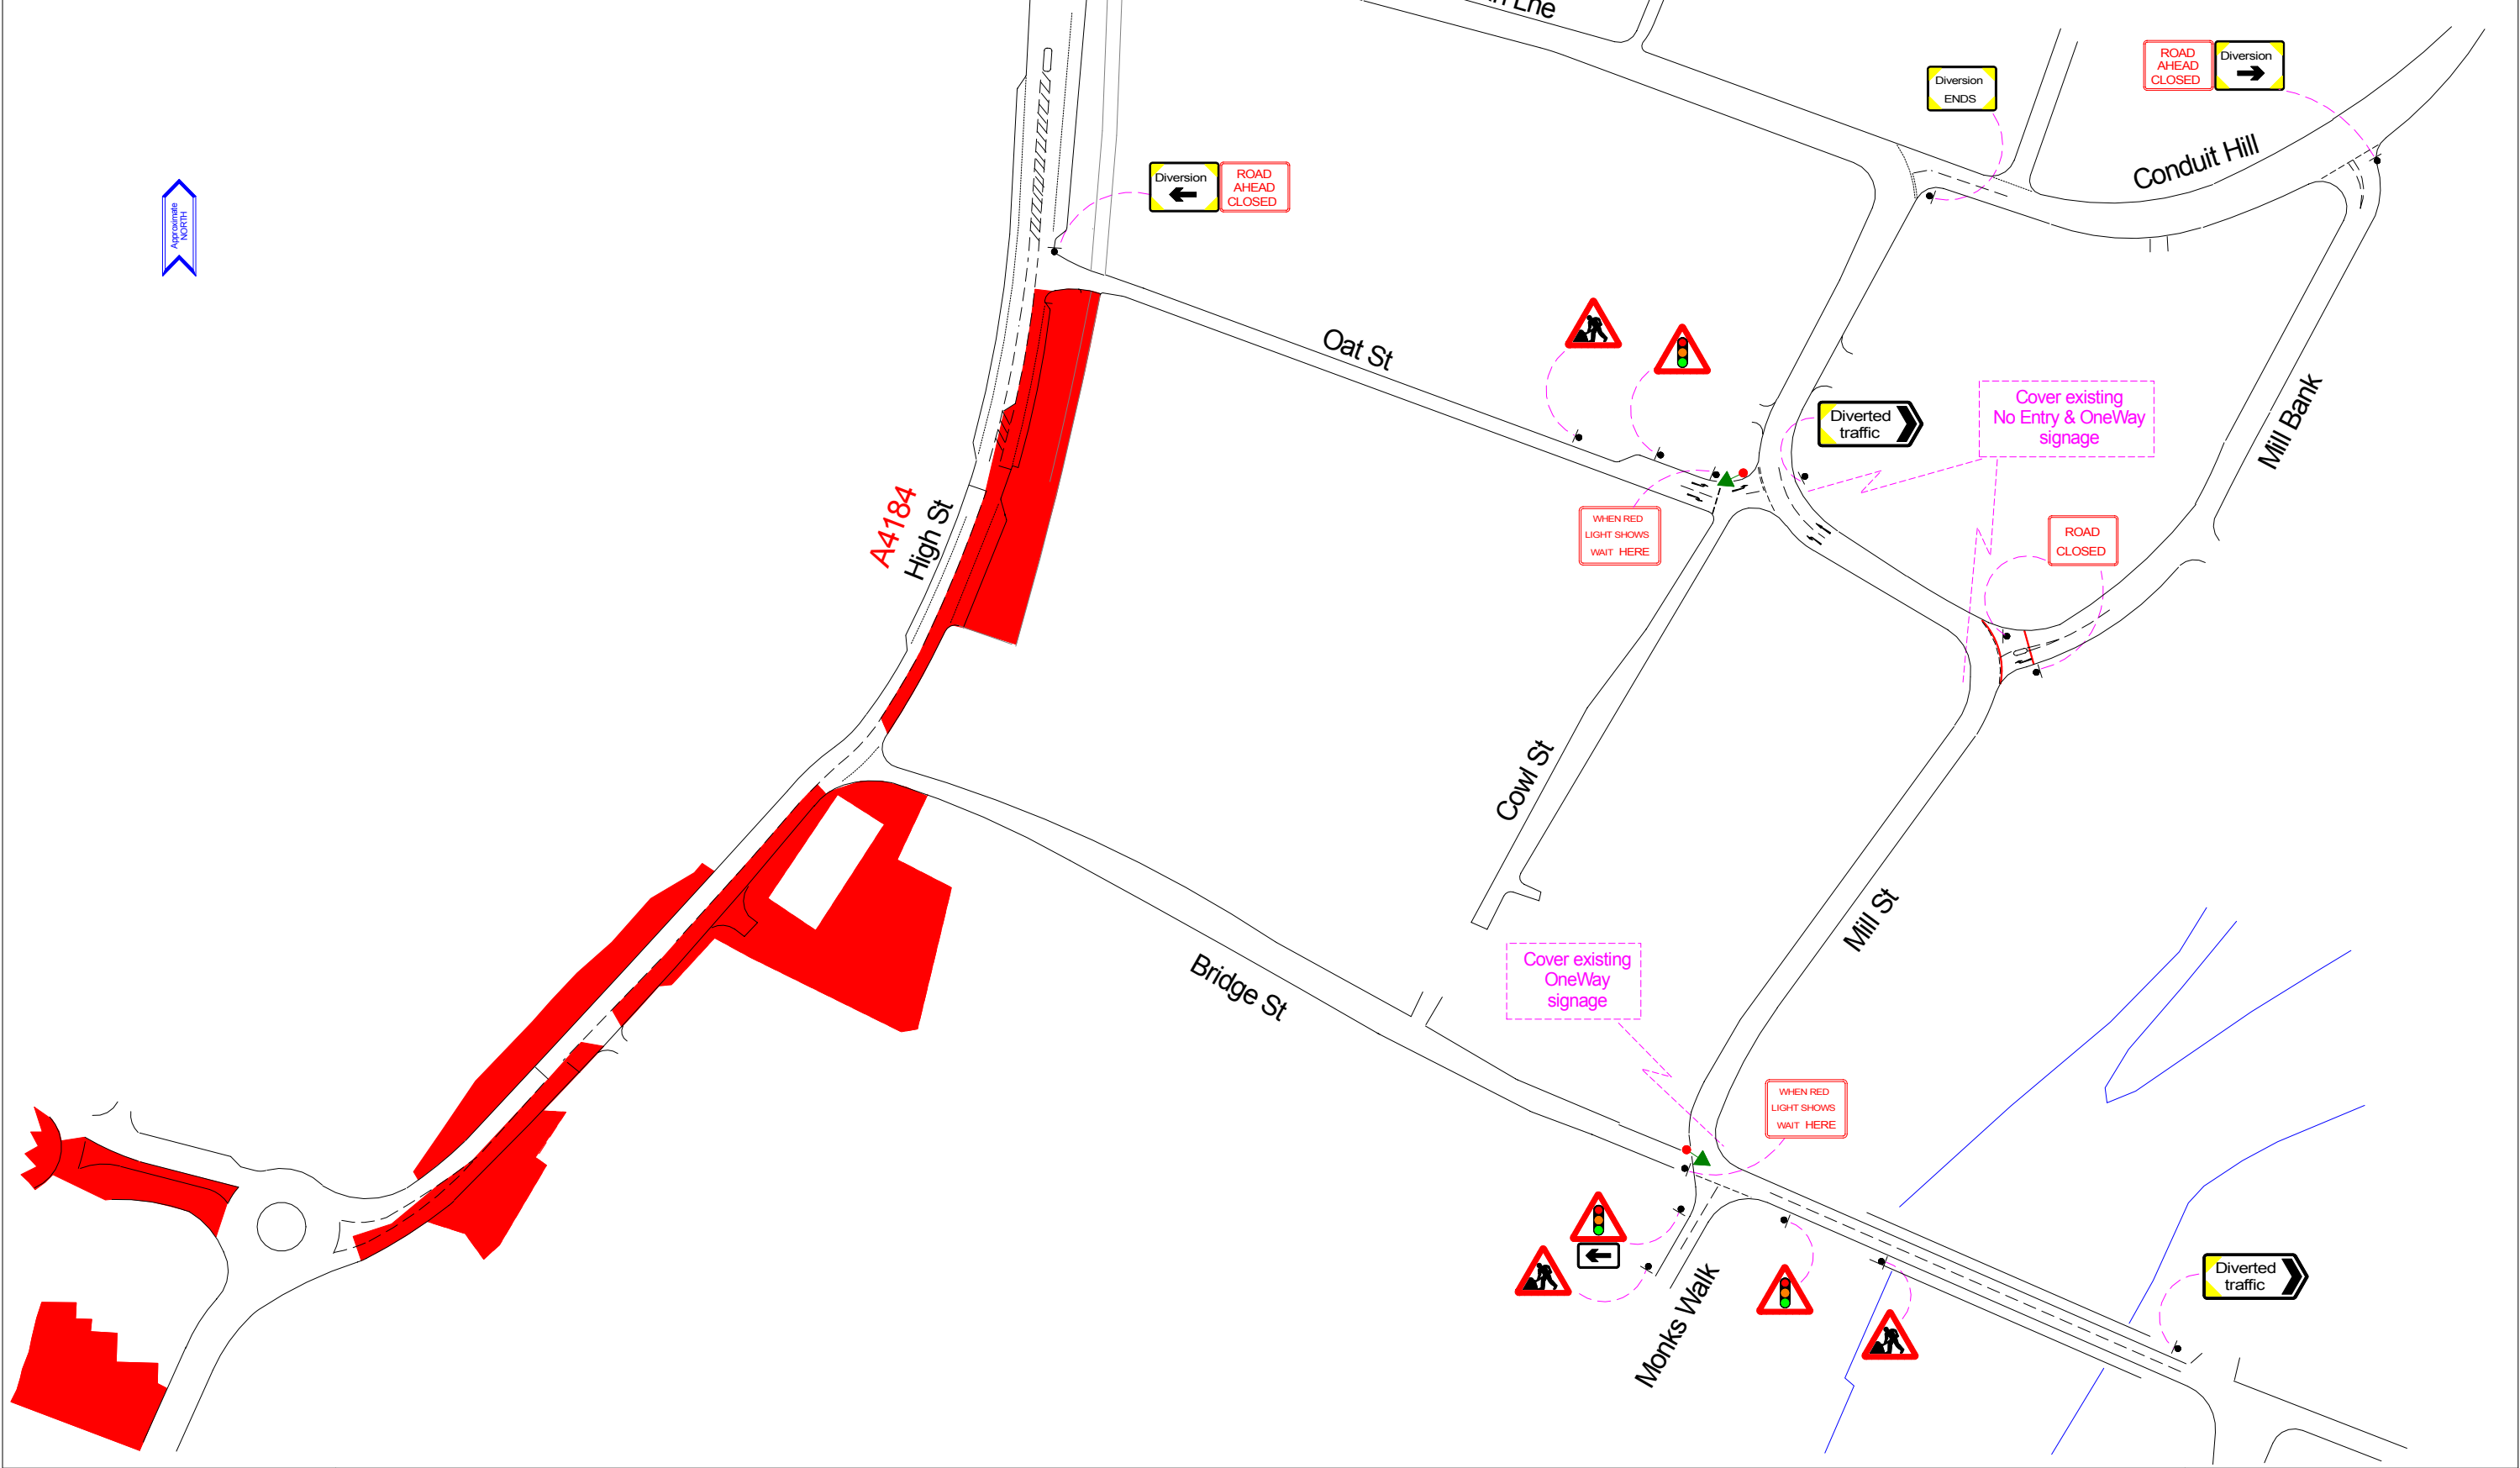 Diversion
ENDS
ROAD
AHEAD
CLOSED
Diversion
Conduit Hill
Diversion
ROAD
AHEAD
CLOSED
Approximate
NORTH
Oat St
Diverted
traffic
Cover existing
No Entry & OneWay
signage
Mill Bank
A4184
High St
WHEN RED
LIGHT SHOWS
WAIT HERE
ROAD
CLOSED
Cowl St
Mill St
Bridge St
Cover existing
OneWay
signage
WHEN RED
LIGHT SHOWS
WAIT HERE
Monks Walk
Diverted
traffic